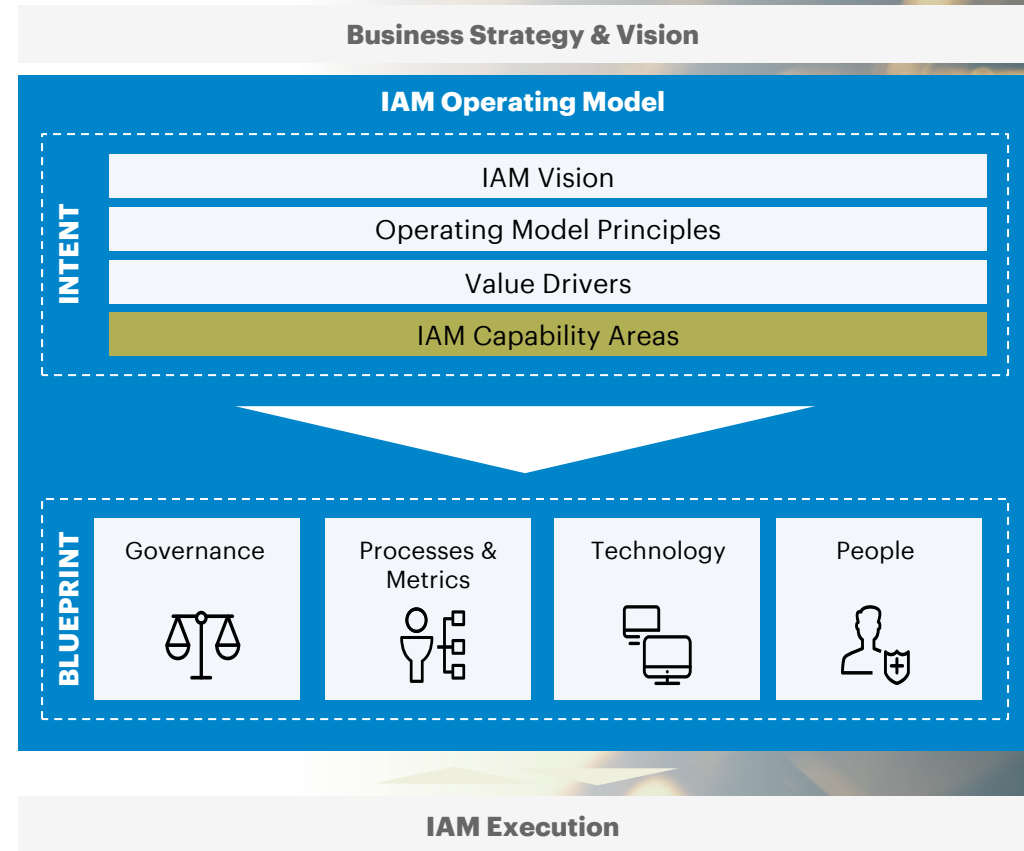 Business Strategy & Vision
IAM Operating Model
INTENT
IAM Vision
Operating Model Principles
Value Drivers
IAM Capability Areas
BLUEPRINT
Governance
Processes &
Metrics
Technology
People
IAM Execution